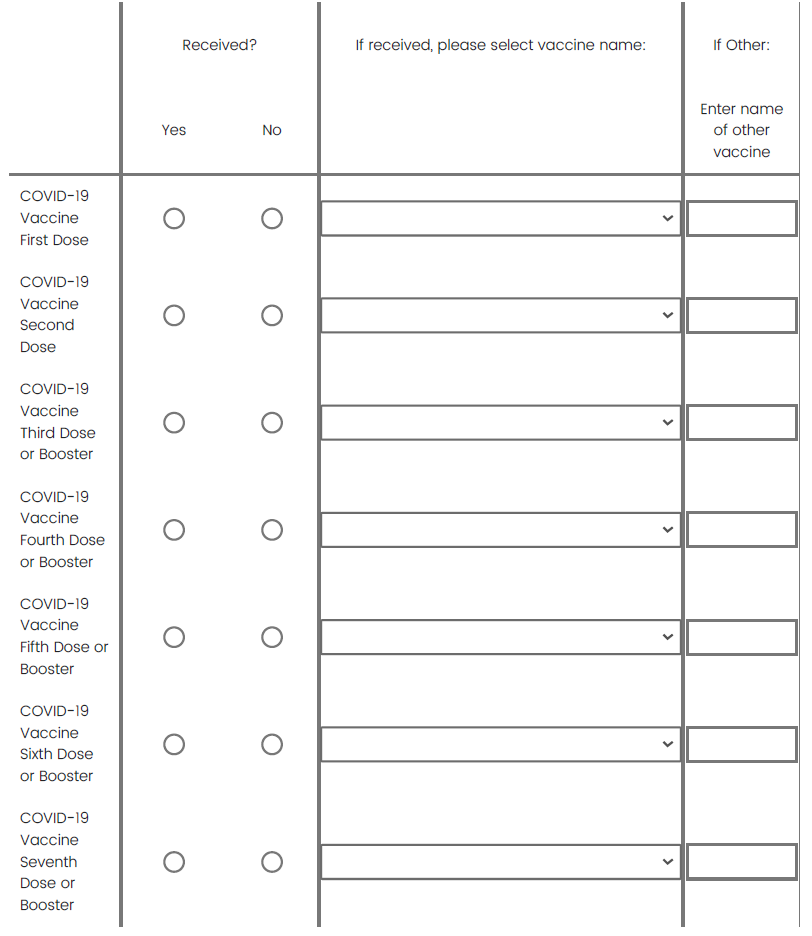 Received?
If received, please select vaccine name:
If Other:
Yes
No
Enter name
of other
vaccine
COVID-19
Vaccine
First Dose
COVID-19
Vaccine
Second
Dose
COVID-19
Vaccine
Third Dose
or Booster
COVID-19
Vaccine
Fourth Dose
or Booster
COVID-19
Vaccine
Fifth Dose or
Booster
COVID-19
Vaccine
Sixth Dose
or Booster
COVID-19
Vaccine
Seventh
Dose or
Booster